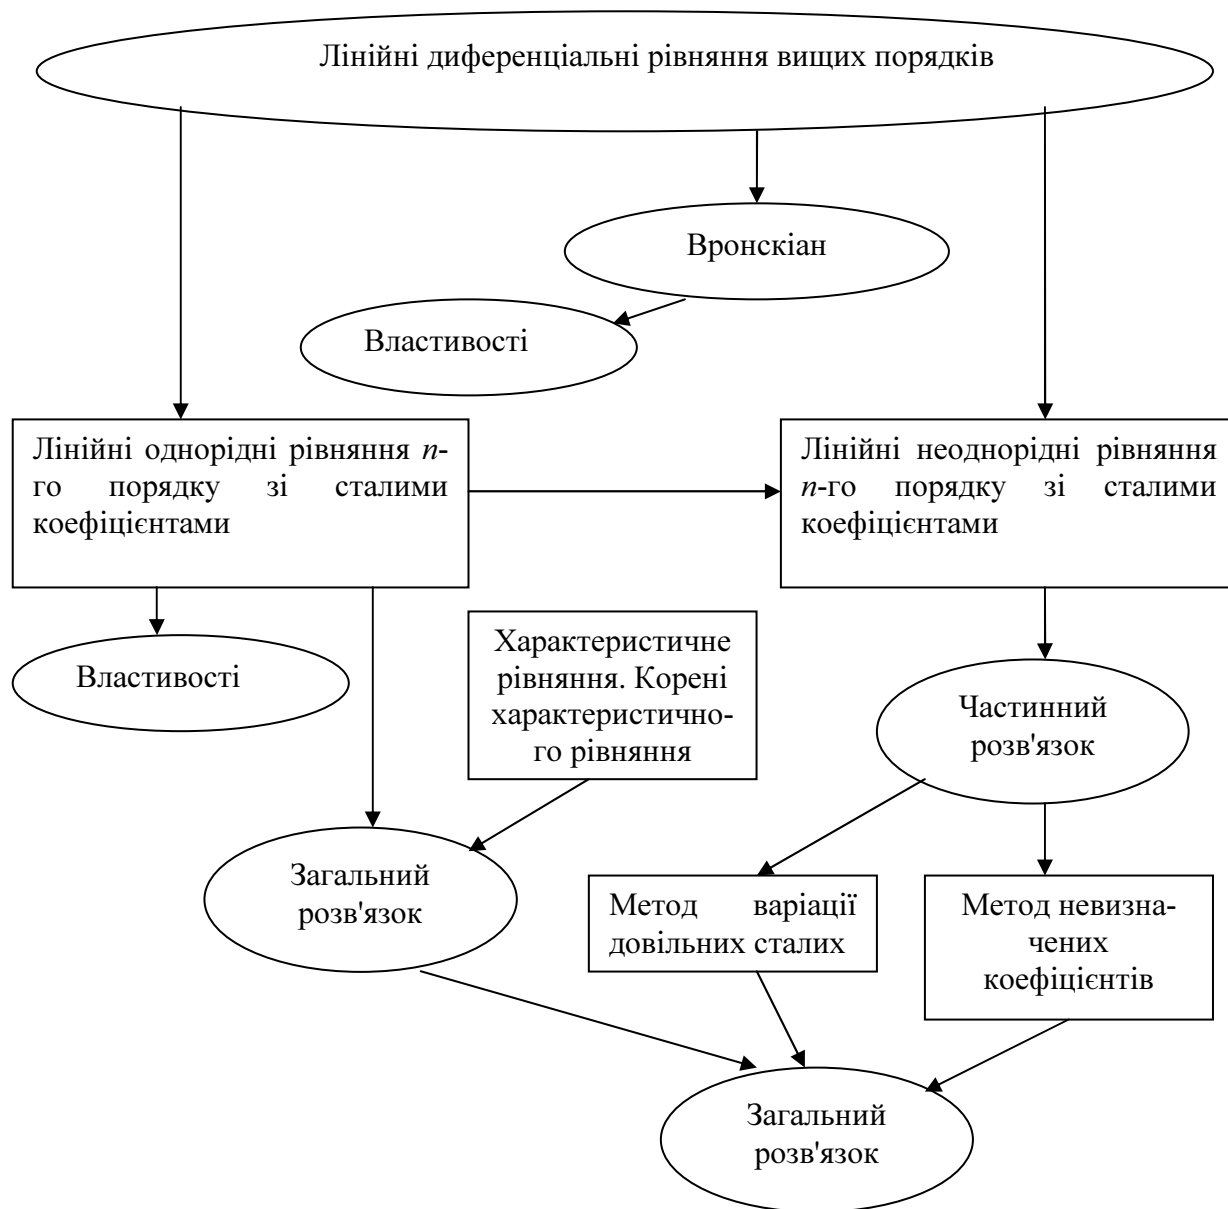 Лінійні диференціальні рівняння вищих порядків
Вронскіан
Властивості
Лінійні однорідні рівняння n-
го порядку зі сталими
коефіцієнтами
Лінійні неоднорідні рівняння
n-го порядку зі сталими
коефіцієнтами
Властивості
Характеристичне
рівняння. Корені
характеристично-
го рівняння
Частинний
розв'язок
Загальний
розв'язок
Метод варіації
довільних сталих
Метод невизна-
чених
коефіцієнтів
Загальний
розв'язок